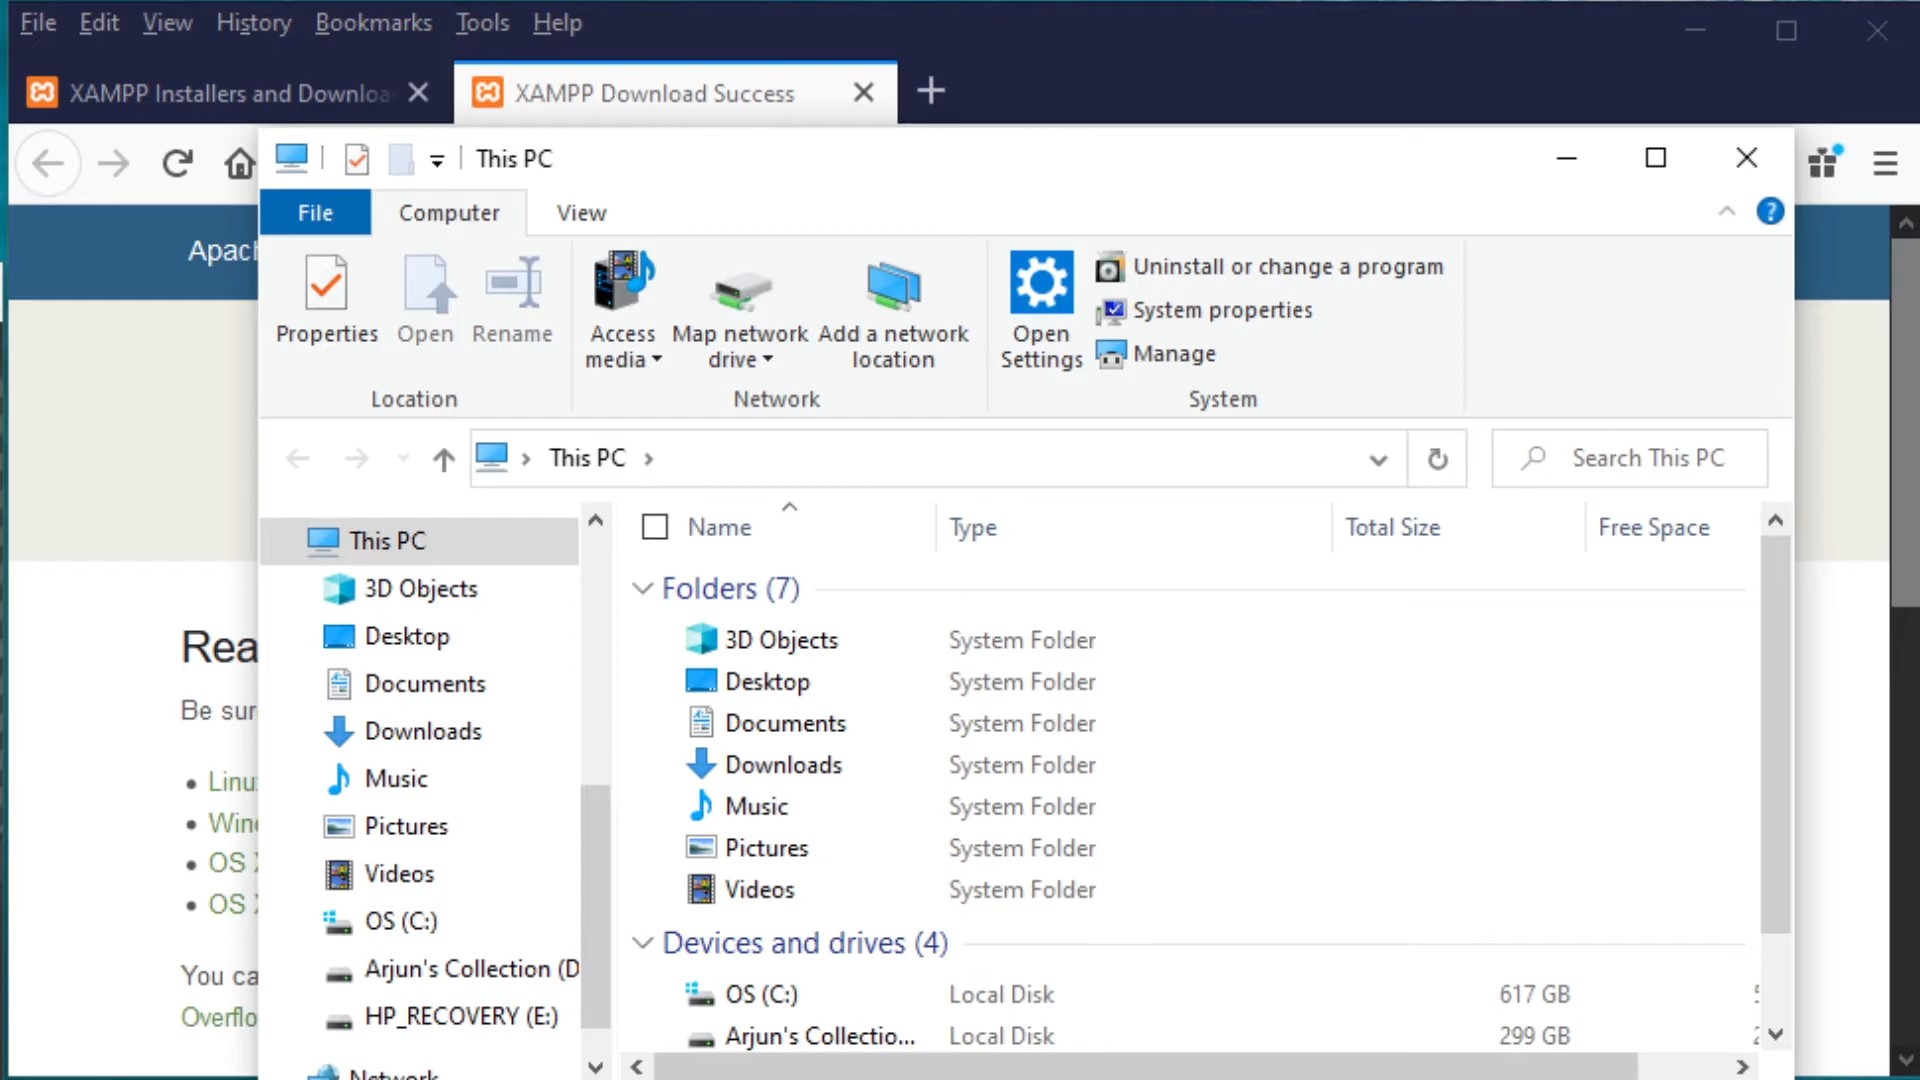 File Edit View History Bookmarks Tools Help
XAMPP Installers and Downloa
XAMPP Download Success
This PC
File
Computer
View
Apach
Properties
Open
Rename
Access media
Map network drive
Add a network location
Open Settings
Uninstall or change a program
System properties
Manage
Location
Network
System
This PC
Search This PC
This PC
3D Objects
Desktop
Documents
Downloads
Music
Pictures
Videos
OS (C:)
Arjun's Collection (D
HP_RECOVERY (E:)
Network
Name Type Total Size Free Space
Folders (7)
3D Objects System Folder
Desktop System Folder
Documents System Folder
Downloads System Folder
Music System Folder
Pictures System Folder
Videos System Folder
Devices and drives (4)
OS (C:) Local Disk 617 GB
Arjun's Collectio... Local Disk 299 GB
Rea
Be sur
Linu
Win
OS X
OS X
You ca
Overflo